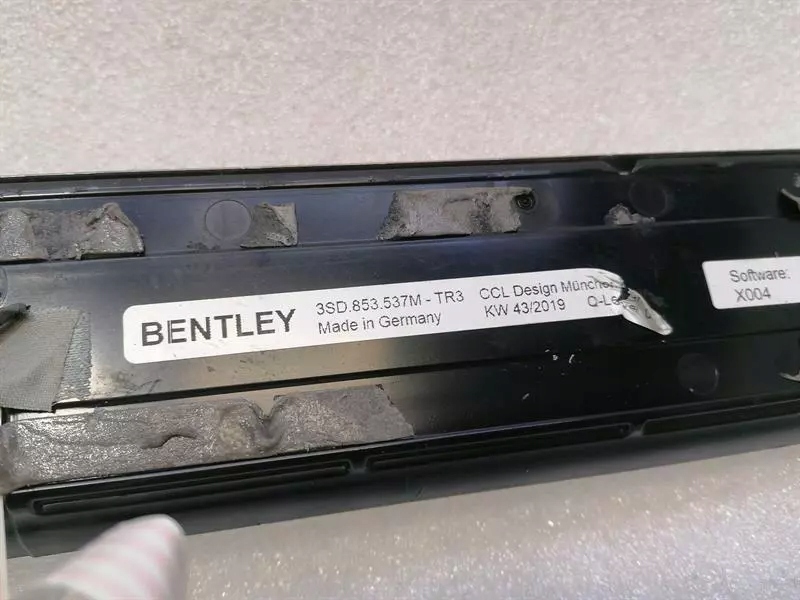 BENTLEY
3SD.853.537M - TR3
Made in Germany
CCL Design
KW 43/2019
Software:
X004